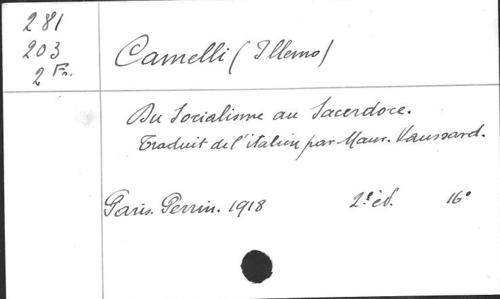 281
203
2 Fr.
Camelli (Illemo)
Du Socialisme au Sacerdoce.
Traduit de l'italien par Maur. Vaussard.
Paris. Perrin. 1918 2e éd. 16°